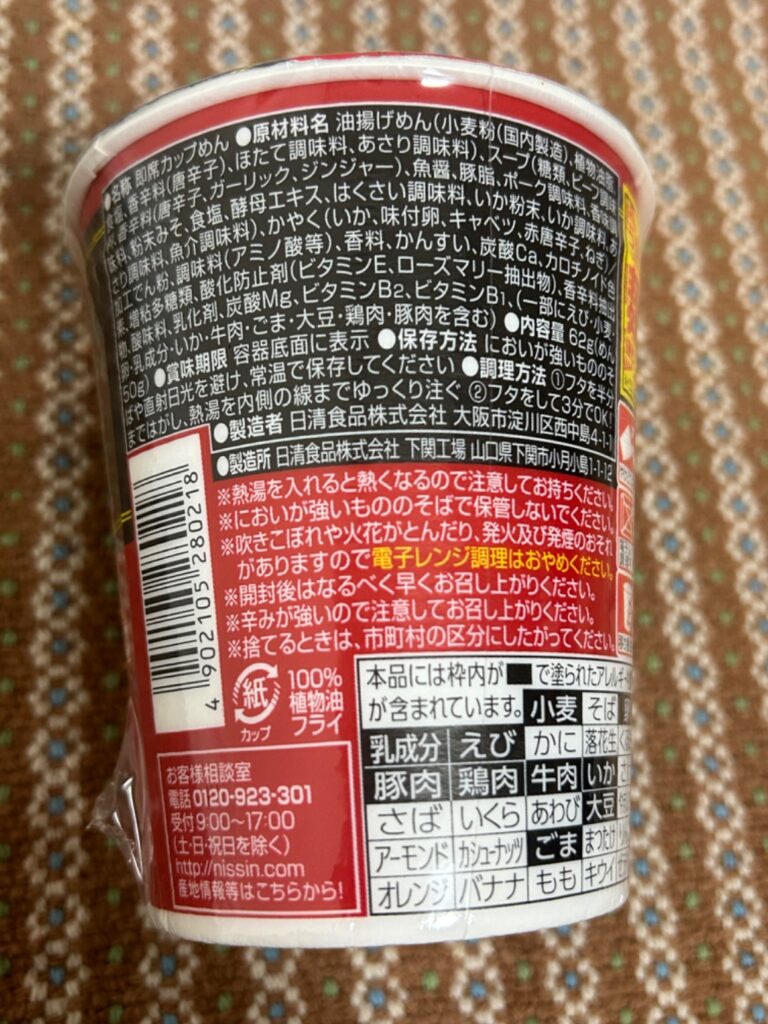 ●名称 即席カップめん ●原材料名 油揚げめん(小麦粉(国内製造)、植物油脂
塩、香辛料(唐辛子)、ほたて調味料、あさり調味料)、スープ(糖類、ビーフ調味
香辛料(唐辛子、ガーリック、ジンジャー)、魚醤、豚脂、ポーク調味料、香味調
料、粉末みそ、食塩、酵母エキス、はくさい調味料、いか粉末、いか調味料、あ
さり調味料、魚介調味料)、かやく(いか、味付卵、キャベツ、赤唐辛子、ねぎ)/
加工でん粉、調味料(アミノ酸等)、香料、かんすい、炭酸Ca、カロチノイド色
素、増粘多糖類、酸化防止剤(ビタミンE、ローズマリー抽出物)、香辛料抽出
物、酸味料、乳化剤、炭酸Mg、ビタミンB2、ビタミンB1、(一部にえび・小麦・
卵・乳成分・いか・牛肉・ごま・大豆・鶏肉・豚肉を含む) ●内容量 62g(めん
50g) ●賞味期限 容器底面に表示 ●保存方法 においが強いもののそ
ばや直射日光を避け、常温で保存してください ●調理方法 ①フタを半分
まではがし、熱湯を内側の線までゆっくり注ぐ ②フタをして3分でOK!
●製造者 日清食品株式会社 大阪市淀川区西中島4-1-1
●製造所 日清食品株式会社 下関工場 山口県下関市小月小島1-1-12
※熱湯を入れると熱くなるので注意してお持ちください。
※においが強いもののそばで保管しないでください。
※吹きこぼれや火花がとんだり、発火及び発煙のおそれ
がありますので電子レンジ調理はおやめください。
※開封後はなるべく早くお召し上がりください。
※辛みが強いので注意してお召し上がりください。
※捨てるときは、市町村の区分にしたがってください。
4 902105 280218
紙
カップ
100%
植物油
フライ
お客様相談室
電話 0120-923-301
受付 9:00〜17:00
(土・日・祝日を除く)
http://nissin.com
産地情報等はこちらから!
本品には枠内が■で塗られたアレルギー
が含まれています。 小麦 そば
乳成分 えび かに 落花生
豚肉 鶏肉 牛肉 いか
さば いくら あわび 大豆
アーモンド カシューナッツ ごま まつたけ
オレンジ バナナ もも キウイ